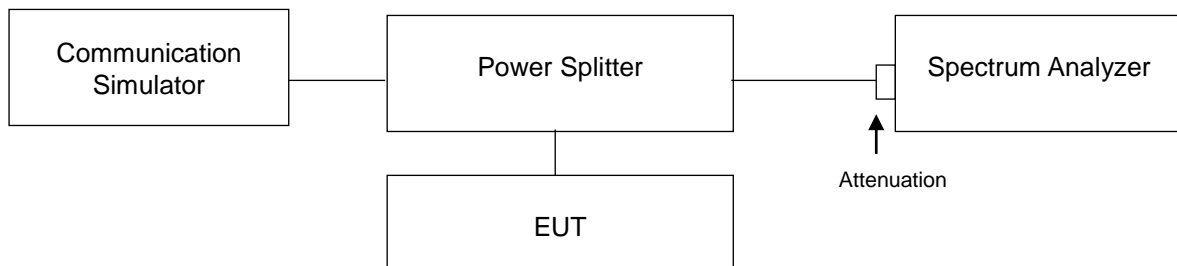 Communication
Simulator
Power Splitter
Spectrum Analyzer
Attenuation
EUT